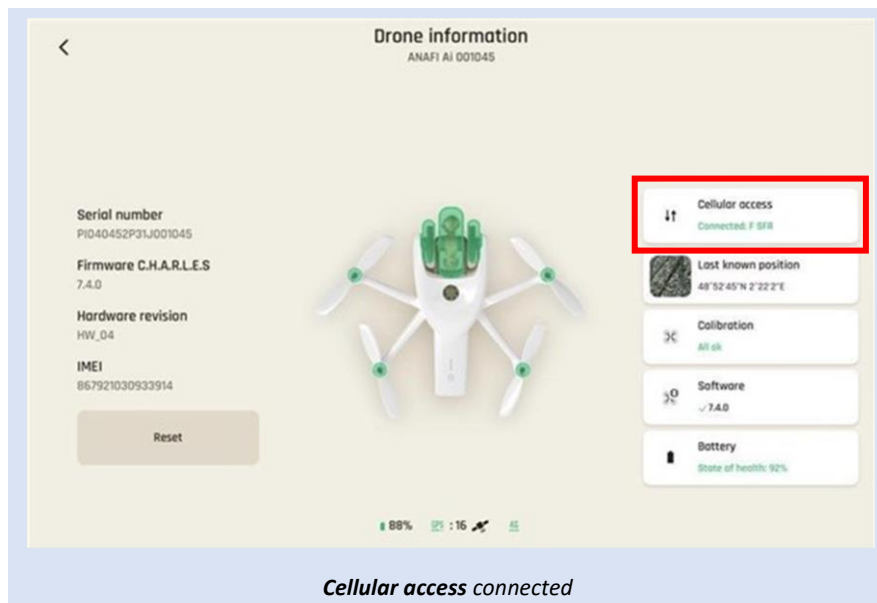 Drone information
ANAFI Ai 001045
Serial number
PI040452P31J001045
Firmware C.H.A.R.L.E.S
7.4.0
Hardware revision
HW_04
IMEI
867921030933914
Reset
Cellular access
Connected: F SFR
Last known position
48°52'45"N 2°22'2"E
Calibration
All ok
Software
7.4.0
Battery
State of health: 92%
88% GPS : 16 4G
Cellular access connected